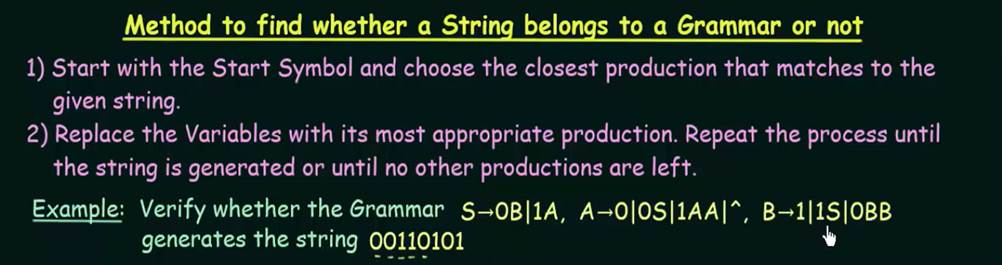 Method to find whether a String belongs to a Grammar or not
1) Start with the Start Symbol and choose the closest production that matches to the
given string.
2) Replace the Variables with its most appropriate production. Repeat the process until
the string is generated or until no other productions are left.
Example: Verify whether the Grammar S→0B|1A, A→0|0S|1AA|^, B→1|1S|0BB
generates the string 00110101